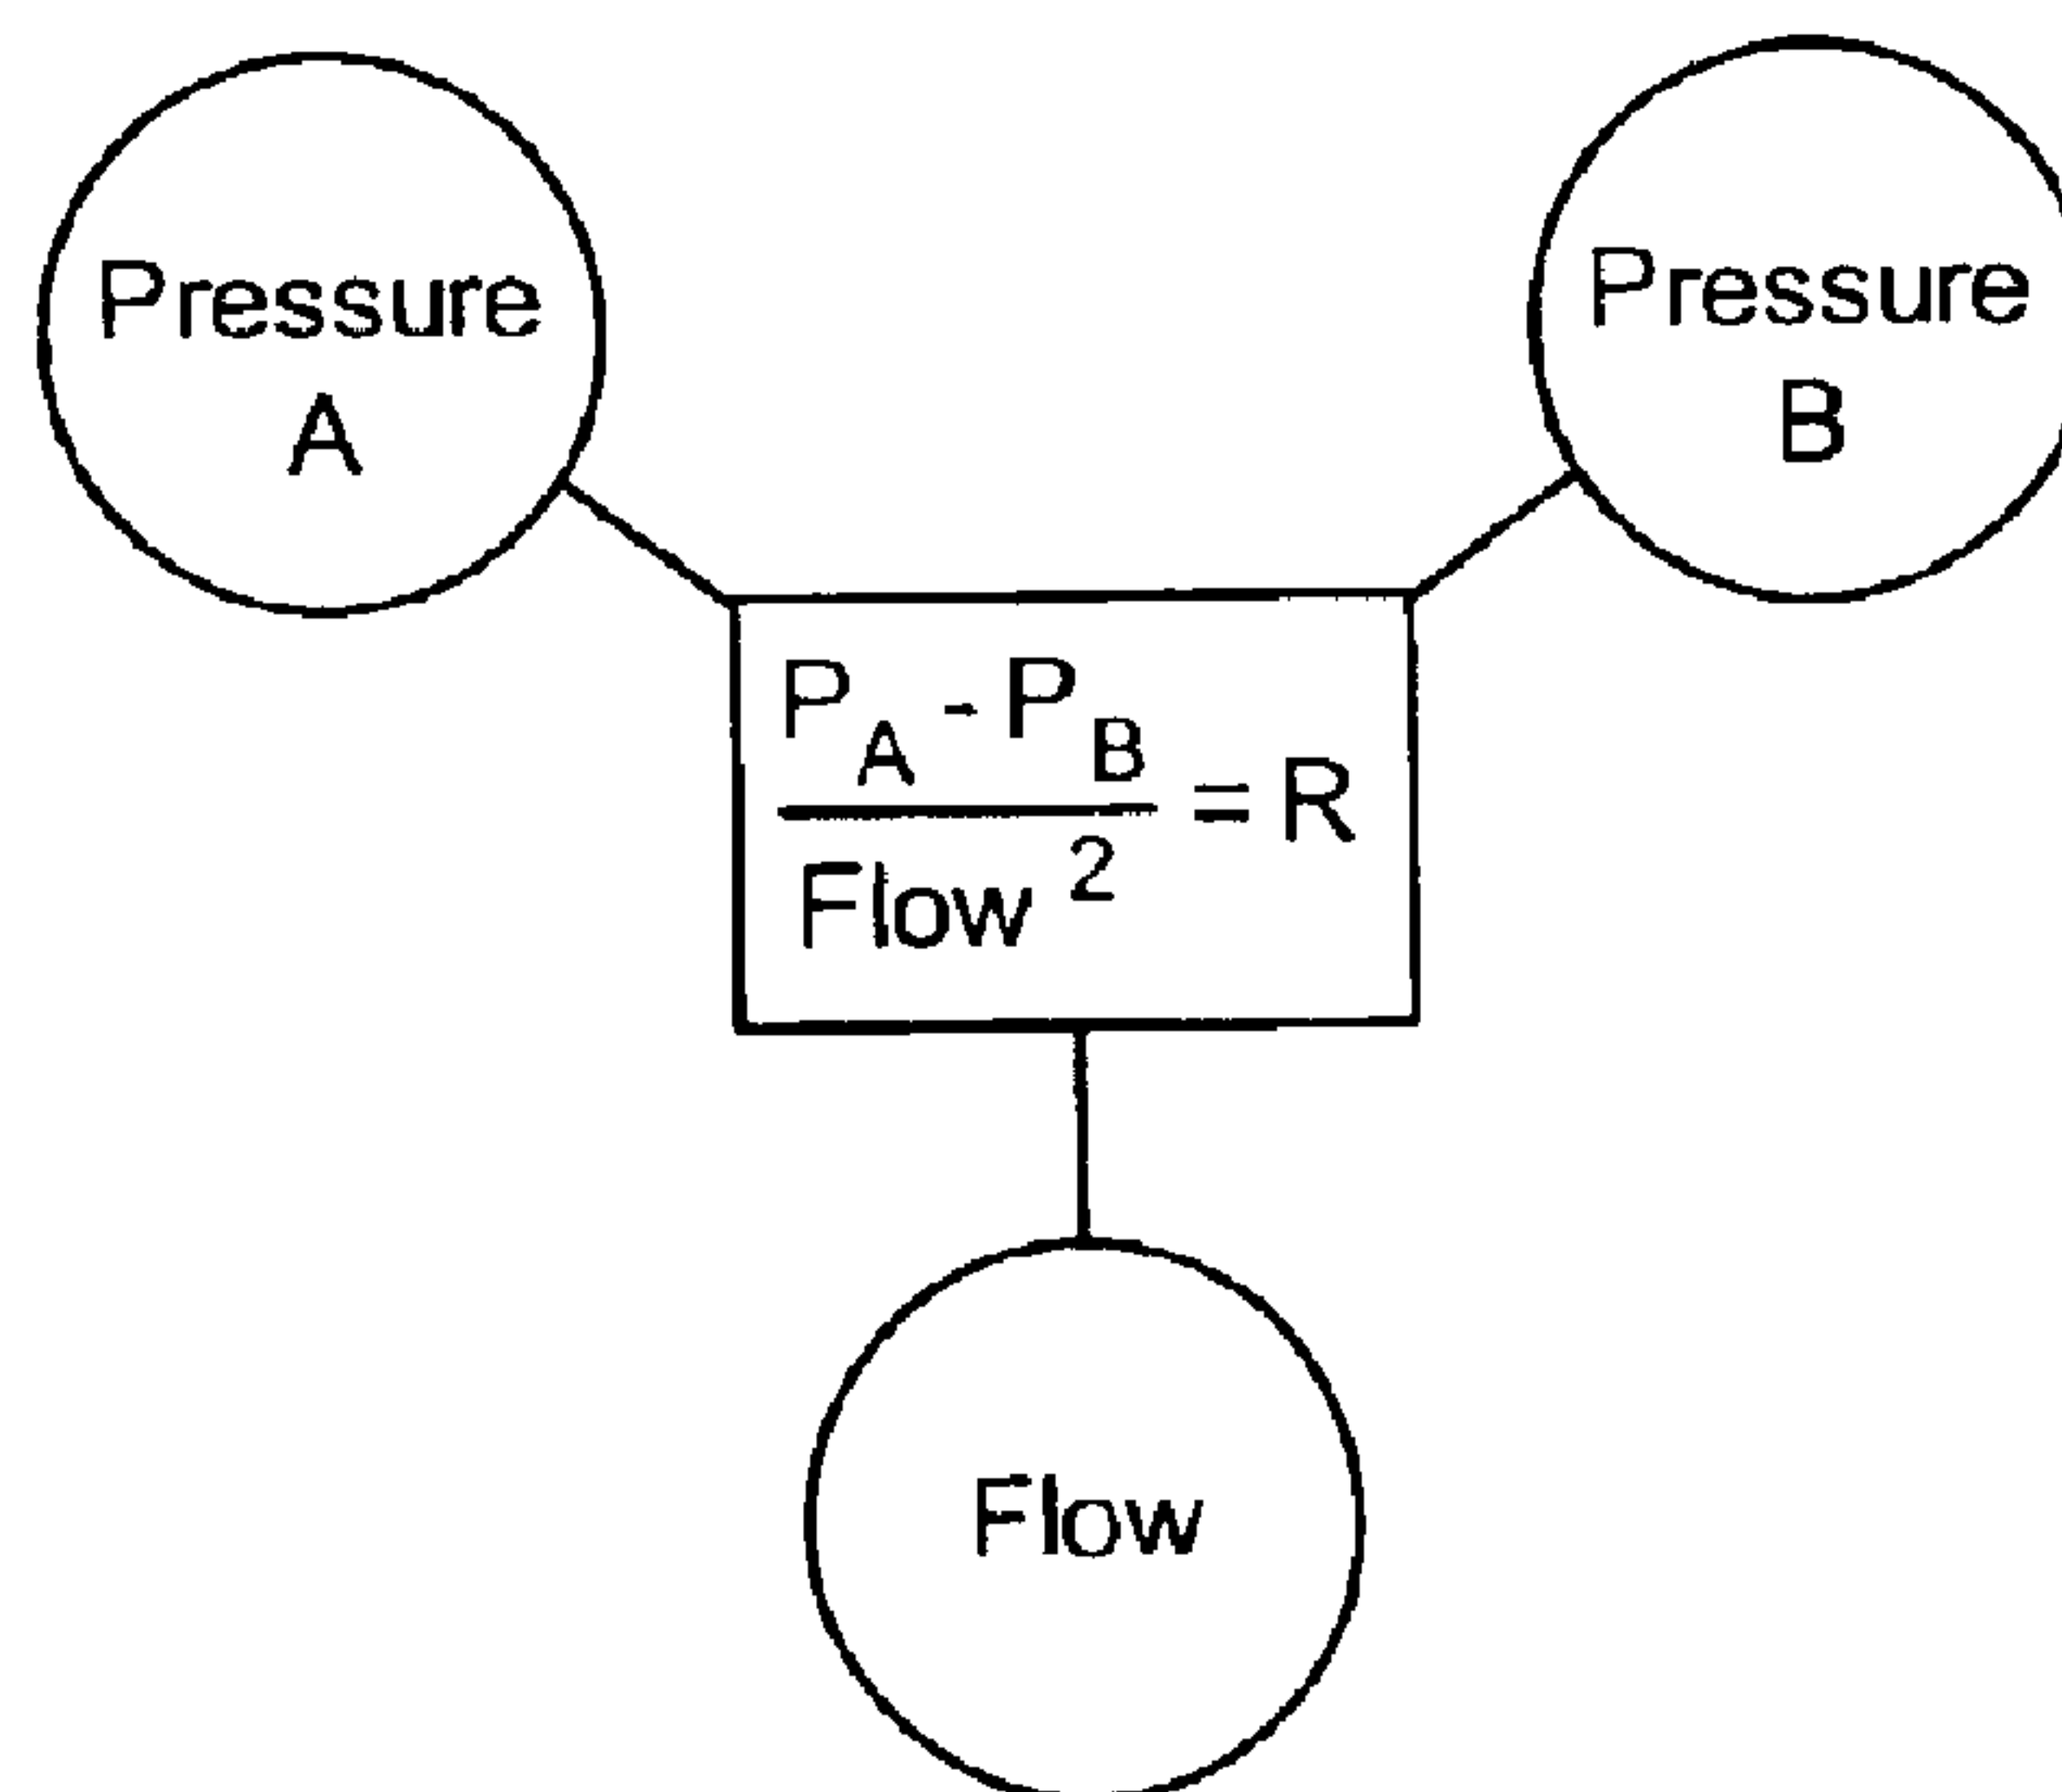 Pressure
A
Pressure
B
P_A - P_B
= R
Flow ²
Flow